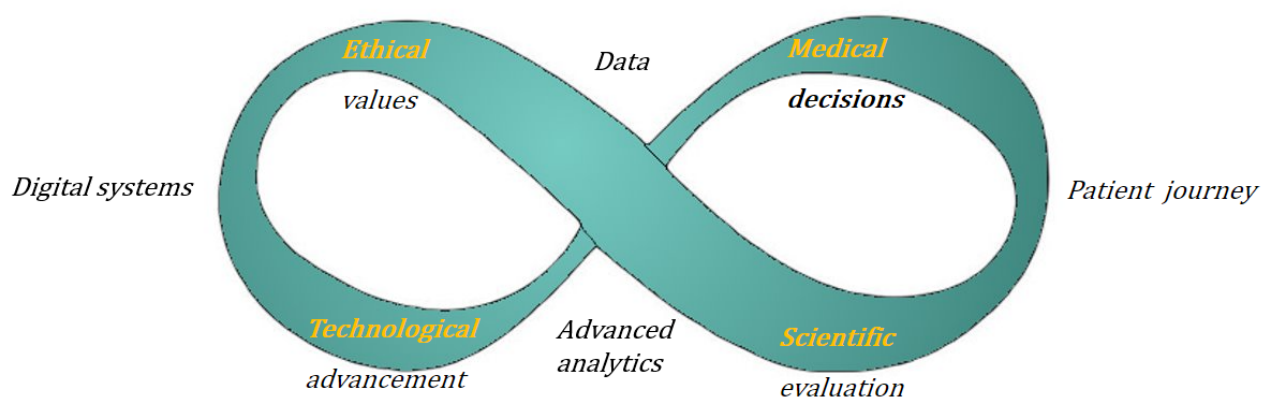 Ethical
values
Data
Medical
decisions
Digital systems
Patient journey
Technological
advancement
Advanced
analytics
Scientific
evaluation